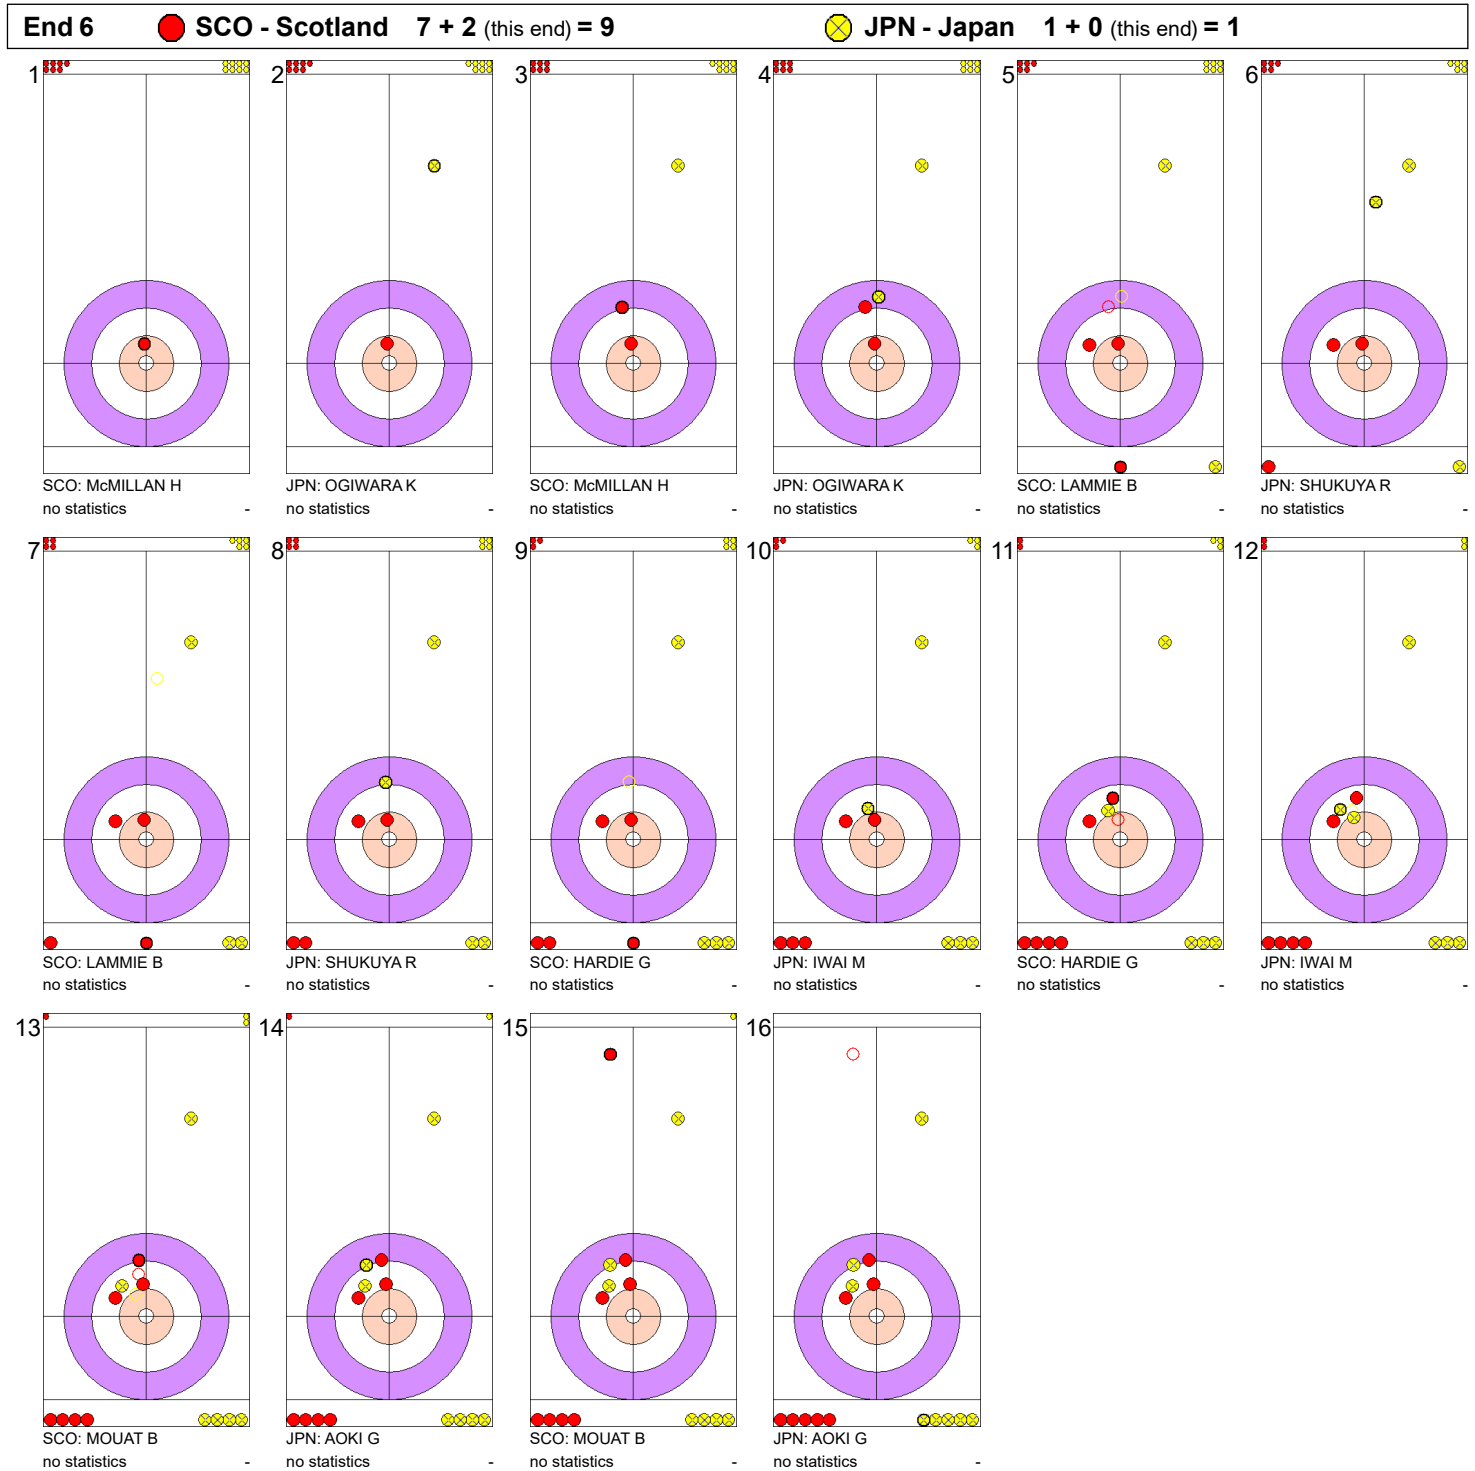 End 6 SCO - Scotland 7 + 2 (this end) = 9 JPN - Japan 1 + 0 (this end) = 1
1 2 3 4 5 6
SCO: McMILLAN H JPN: OGIWARA K SCO: McMILLAN H JPN: OGIWARA K SCO: LAMMIE B JPN: SHUKUYA R
no statistics - no statistics - no statistics - no statistics - no statistics - no statistics -
7 8 9 10 11 12
SCO: LAMMIE B JPN: SHUKUYA R SCO: HARDIE G JPN: IWAI M SCO: HARDIE G JPN: IWAI M
no statistics - no statistics - no statistics - no statistics - no statistics - no statistics -
13 14 15 16
SCO: MOUAT B JPN: AOKI G SCO: MOUAT B JPN: AOKI G
no statistics - no statistics - no statistics - no statistics -